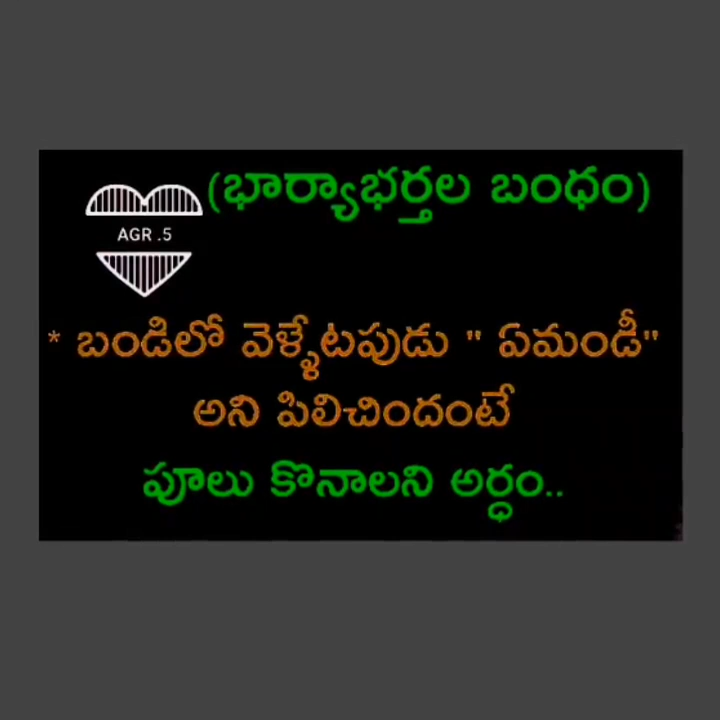 (భార్యాభర్తల బంధం)
AGR .5
* బండిలో వెళ్ళేటపుడు " ఏమండీ"
అని పిలిచిందంటే
పూలు కొనాలని అర్ధం..